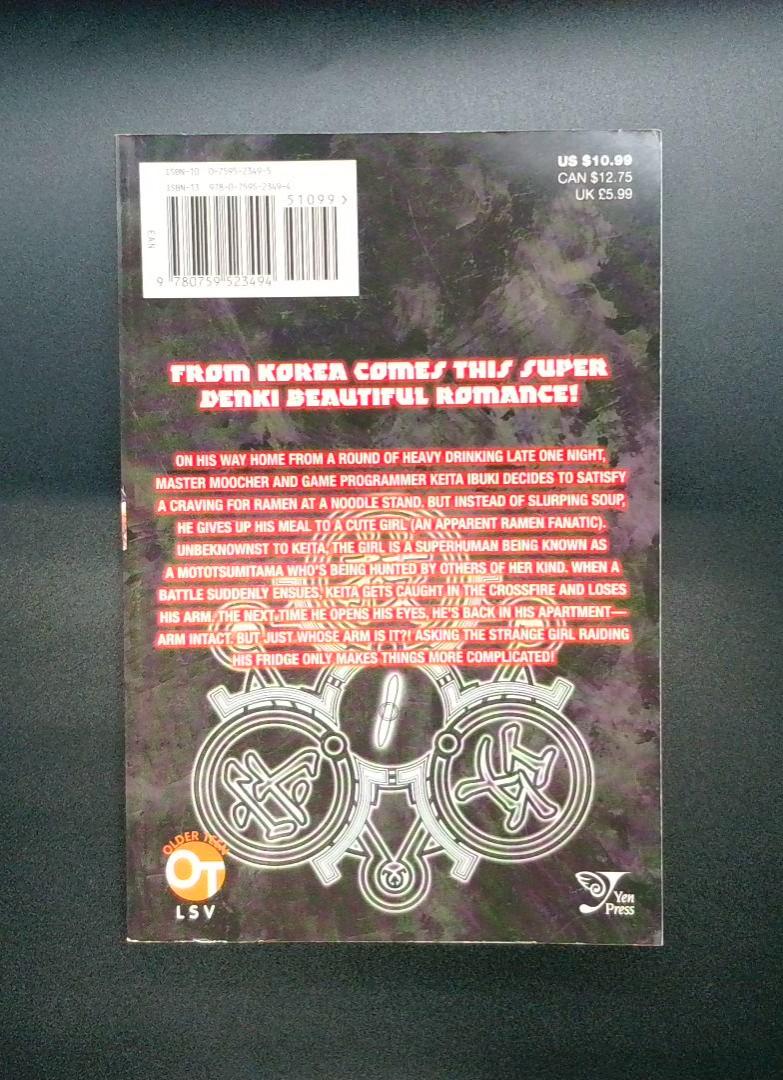 ISBN-10 0-7595-2349-5
ISBN-13 978-0-7595-2349-4
51099 >
EAN
9 780759 523494
US $10.99
CAN $12.75
UK £5.99
FROM KOREA COMES THIS SUPER
DENKI BEAUTIFUL ROMANCE!
ON HIS WAY HOME FROM A ROUND OF HEAVY DRINKING LATE ONE NIGHT,
MASTER MOOCHER AND GAME PROGRAMMER KEITA IBUKI DECIDES TO SATISFY
A CRAVING FOR RAMEN AT A NOODLE STAND. BUT INSTEAD OF SLURPING SOUP,
HE GIVES UP HIS MEAL TO A CUTE GIRL (AN APPARENT RAMEN FANATIC).
UNBEKNOWNST TO KEITA, THE GIRL IS A SUPERHUMAN BEING KNOWN AS
A MOTOTSUMITAMA WHO'S BEING HUNTED BY OTHERS OF HER KIND. WHEN A
BATTLE SUDDENLY ENSUES, KEITA GETS CAUGHT IN THE CROSSFIRE AND LOSES
HIS ARM. THE NEXT TIME HE OPENS HIS EYES, HE'S BACK IN HIS APARTMENT—
ARM INTACT. BUT JUST WHOSE ARM IS IT?! ASKING THE STRANGE GIRL RAIDING
HIS FRIDGE ONLY MAKES THINGS MORE COMPLICATED!
OLDER TEEN
OT
LSV
Yen
Press